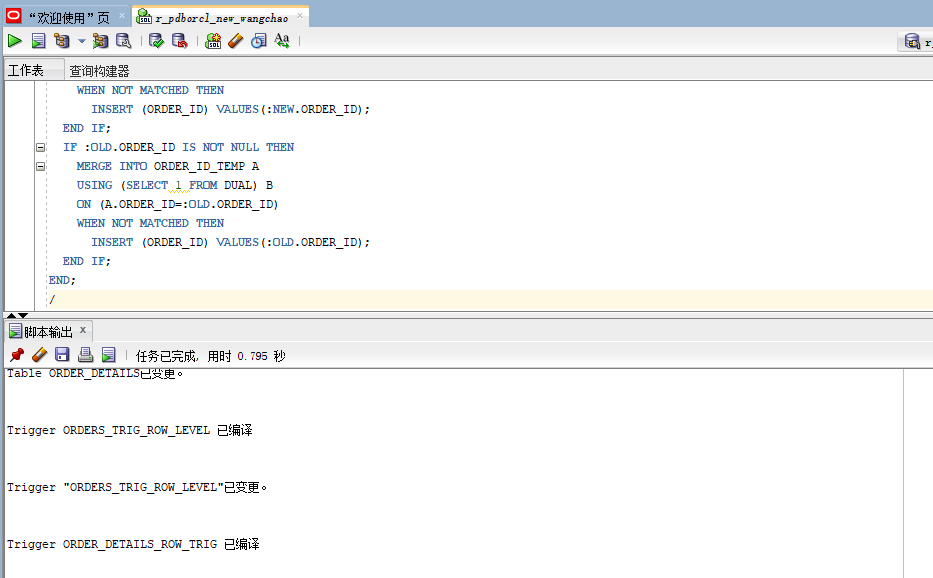 “欢迎使用”页
r_pdborcl_new_wangchao
工作表
查询构建器
WHEN NOT MATCHED THEN
INSERT (ORDER_ID) VALUES(:NEW.ORDER_ID);
END IF;
IF :OLD.ORDER_ID IS NOT NULL THEN
MERGE INTO ORDER_ID_TEMP A
USING (SELECT 1 FROM DUAL) B
ON (A.ORDER_ID=:OLD.ORDER_ID)
WHEN NOT MATCHED THEN
INSERT (ORDER_ID) VALUES(:OLD.ORDER_ID);
END IF;
END;
/
脚本输出
任务已完成, 用时 0.795 秒
Table ORDER_DETAILS已变更。
Trigger ORDERS_TRIG_ROW_LEVEL 已编译
Trigger "ORDERS_TRIG_ROW_LEVEL"已变更。
Trigger ORDER_DETAILS_ROW_TRIG 已编译